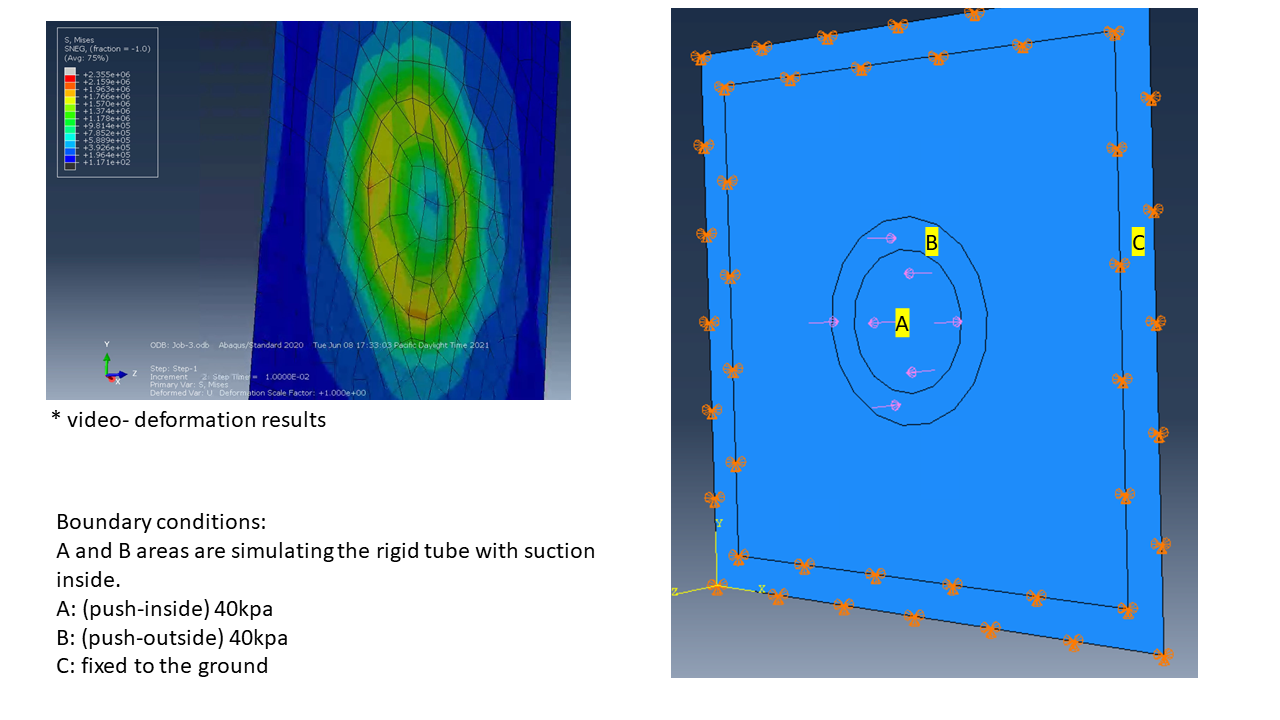 S, Mises
SNEG, (fraction = -1.0)
(Avg: 75%)
+2.355e+06
+2.159e+06
+1.963e+06
+1.766e+06
+1.570e+06
+1.374e+06
+1.178e+06
+9.814e+05
+7.852e+05
+5.889e+05
+3.926e+05
+1.964e+05
+1.171e+02
Y
Z
X
ODB: Job-3.odb Abaqus/Standard 2020 Tue Jun 08 17:33:03 Pacific Daylight Time 2021
Step: Step-1
Increment 2: Step Time = 1.0000E-02
Primary Var: S, Mises
Deformed Var: U Deformation Scale Factor: +1.000e+00
* video- deformation results
Boundary conditions:
A and B areas are simulating the rigid tube with suction
inside.
A: (push-inside) 40kpa
B: (push-outside) 40kpa
C: fixed to the ground
B
C
A
Y
Z
X